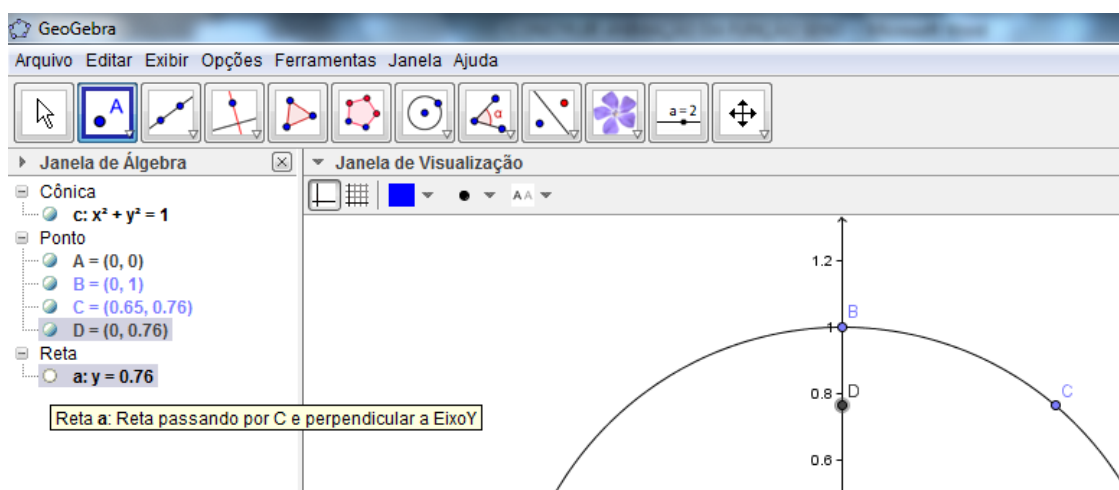 GeoGebra
Arquivo Editar Exibir Opções Ferramentas Janela Ajuda
A
α
a=2
Janela de Álgebra
Janela de Visualização
Cônica
c: x² + y² = 1
AA
Ponto
A = (0, 0)
B = (0, 1)
C = (0.65, 0.76)
D = (0, 0.76)
Reta
a: y = 0.76
Reta a: Reta passando por C e perpendicular a EixoY
1.2
B
1
0.8
D
C
0.6